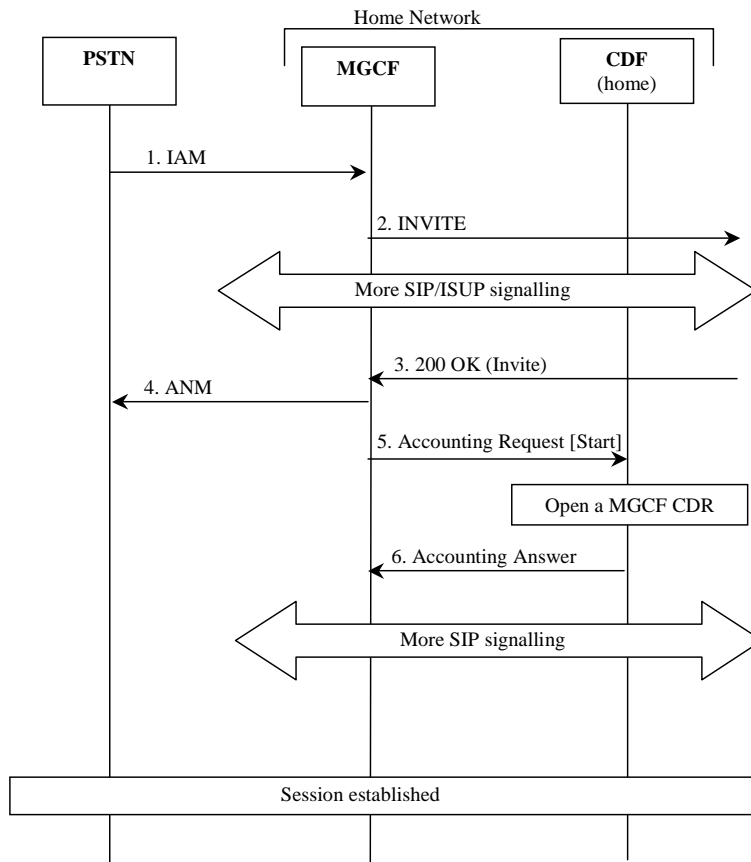 Home Network
PSTN
MGCF
CDF
(home)
1. IAM
2. INVITE
More SIP/ISUP signalling
3. 200 OK (Invite)
4. ANM
5. Accounting Request [Start]
Open a MGCF CDR
6. Accounting Answer
More SIP signalling
Session established